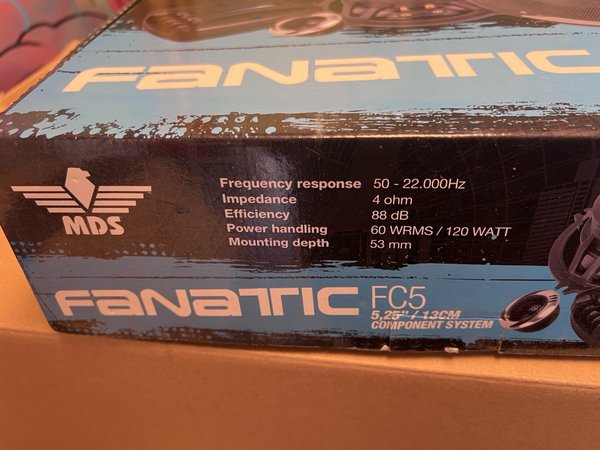 FANATIC
MDS
Frequency response 50 - 22.000Hz
Impedance 4 ohm
Efficiency 88 dB
Power handling 60 WRMS / 120 WATT
Mounting depth 53 mm
FANATIC FC5
5,25" / 13CM
COMPONENT SYSTEM